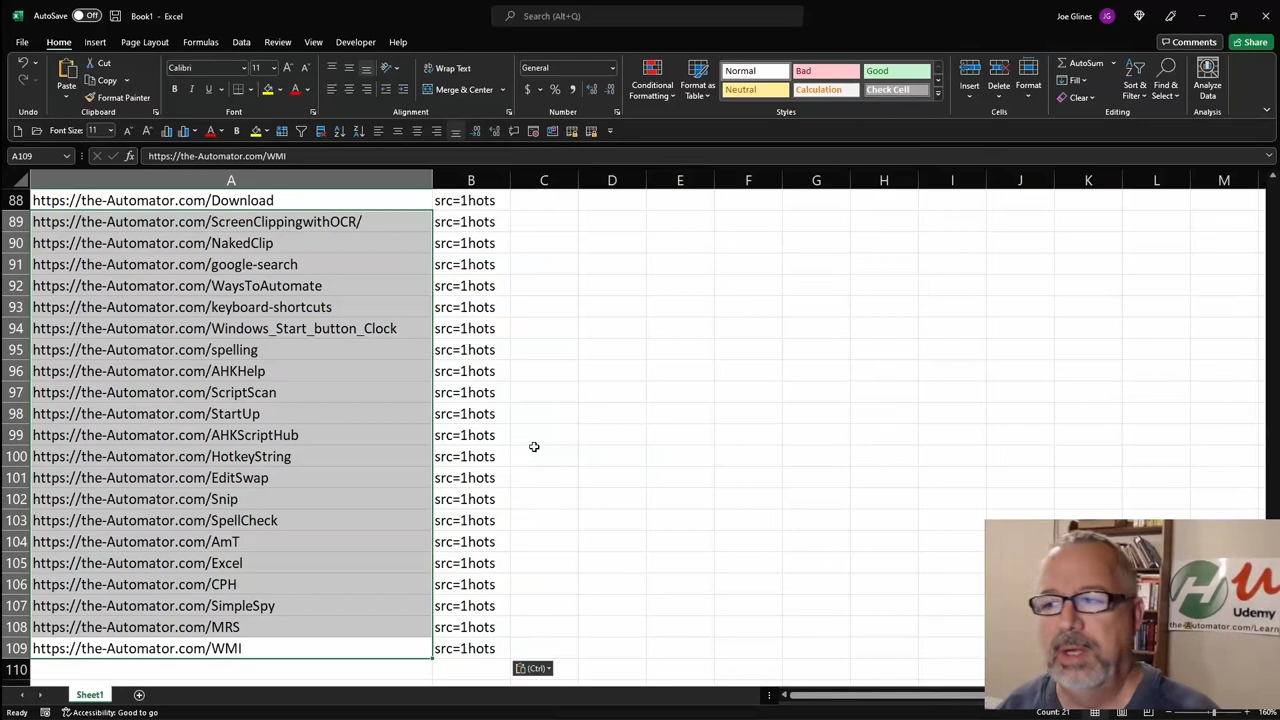 AutoSave Off Book1 - Excel Search (Alt+Q) Joe Glines JG
File Home Insert Page Layout Formulas Data Review View Developer Help Comments Share
Paste Cut Copy Format Painter Calibri 11 Wrap Text Merge & Center General Conditional Formatting Format as Table Normal Bad Good Neutral Calculation Check Cell Insert Delete Format AutoSum Fill Clear Sort & Filter Find & Select Analyze Data
Undo Clipboard Font Alignment Number Styles Cells Editing Analysis
Font Size: 11
A109 fx https://the-Automator.com/WMI
A B C D E F G H I J K L M
88 https://the-Automator.com/Download src=1hots
89 https://the-Automator.com/ScreenClippingwithOCR/ src=1hots
90 https://the-Automator.com/NakedClip src=1hots
91 https://the-Automator.com/google-search src=1hots
92 https://the-Automator.com/WaysToAutomate src=1hots
93 https://the-Automator.com/keyboard-shortcuts src=1hots
94 https://the-Automator.com/Windows_Start_button_Clock src=1hots
95 https://the-Automator.com/spelling src=1hots
96 https://the-Automator.com/AHKHelp src=1hots
97 https://the-Automator.com/ScriptScan src=1hots
98 https://the-Automator.com/StartUp src=1hots
99 https://the-Automator.com/AHKScriptHub src=1hots
100 https://the-Automator.com/HotkeyString src=1hots
101 https://the-Automator.com/EditSwap src=1hots
102 https://the-Automator.com/Snip src=1hots
103 https://the-Automator.com/SpellCheck src=1hots
104 https://the-Automator.com/AmT src=1hots
105 https://the-Automator.com/Excel src=1hots
106 https://the-Automator.com/CPH src=1hots
107 https://the-Automator.com/SimpleSpy src=1hots
108 https://the-Automator.com/MRS src=1hots
109 https://the-Automator.com/WMI src=1hots
110
(Ctrl)
Udemy
the-Automator.com/Learn
Sheet1
Ready Accessibility: Good to go Count: 21 160%